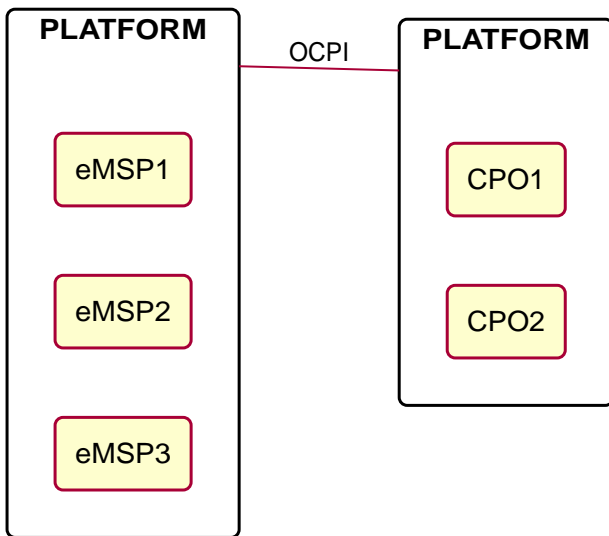 PLATFORM
OCPI
PLATFORM
eMSP1
CPO1
eMSP2
CPO2
eMSP3